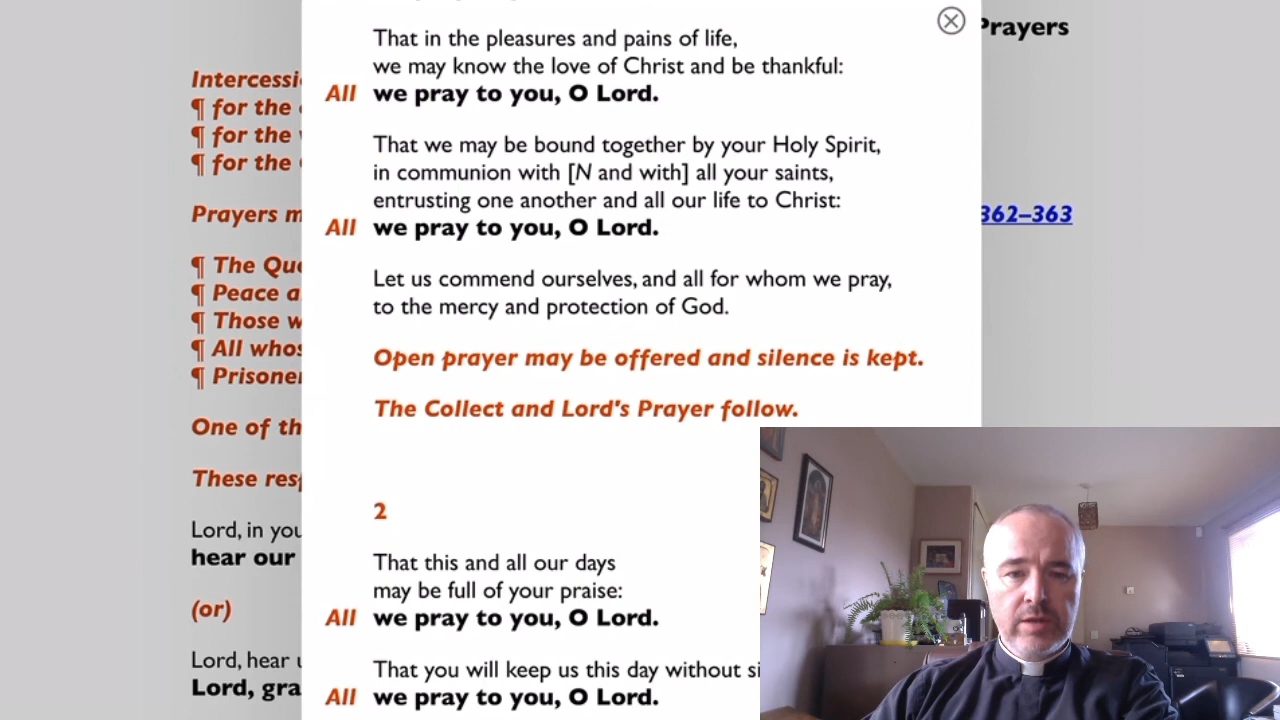 Prayers
Intercessi
¶ for the
¶ for the
¶ for the
Prayers m
362–363
¶ The Que
¶ Peace a
¶ Those w
¶ All whos
¶ Prisoner
One of th
These resp
Lord, in you
hear our
(or)
Lord, hear u
Lord, gra
That in the pleasures and pains of life,
we may know the love of Christ and be thankful:
All we pray to you, O Lord.
That we may be bound together by your Holy Spirit,
in communion with [N and with] all your saints,
entrusting one another and all our life to Christ:
All we pray to you, O Lord.
Let us commend ourselves, and all for whom we pray,
to the mercy and protection of God.
Open prayer may be offered and silence is kept.
The Collect and Lord's Prayer follow.
2
That this and all our days
may be full of your praise:
All we pray to you, O Lord.
That you will keep us this day without si
All we pray to you, O Lord.